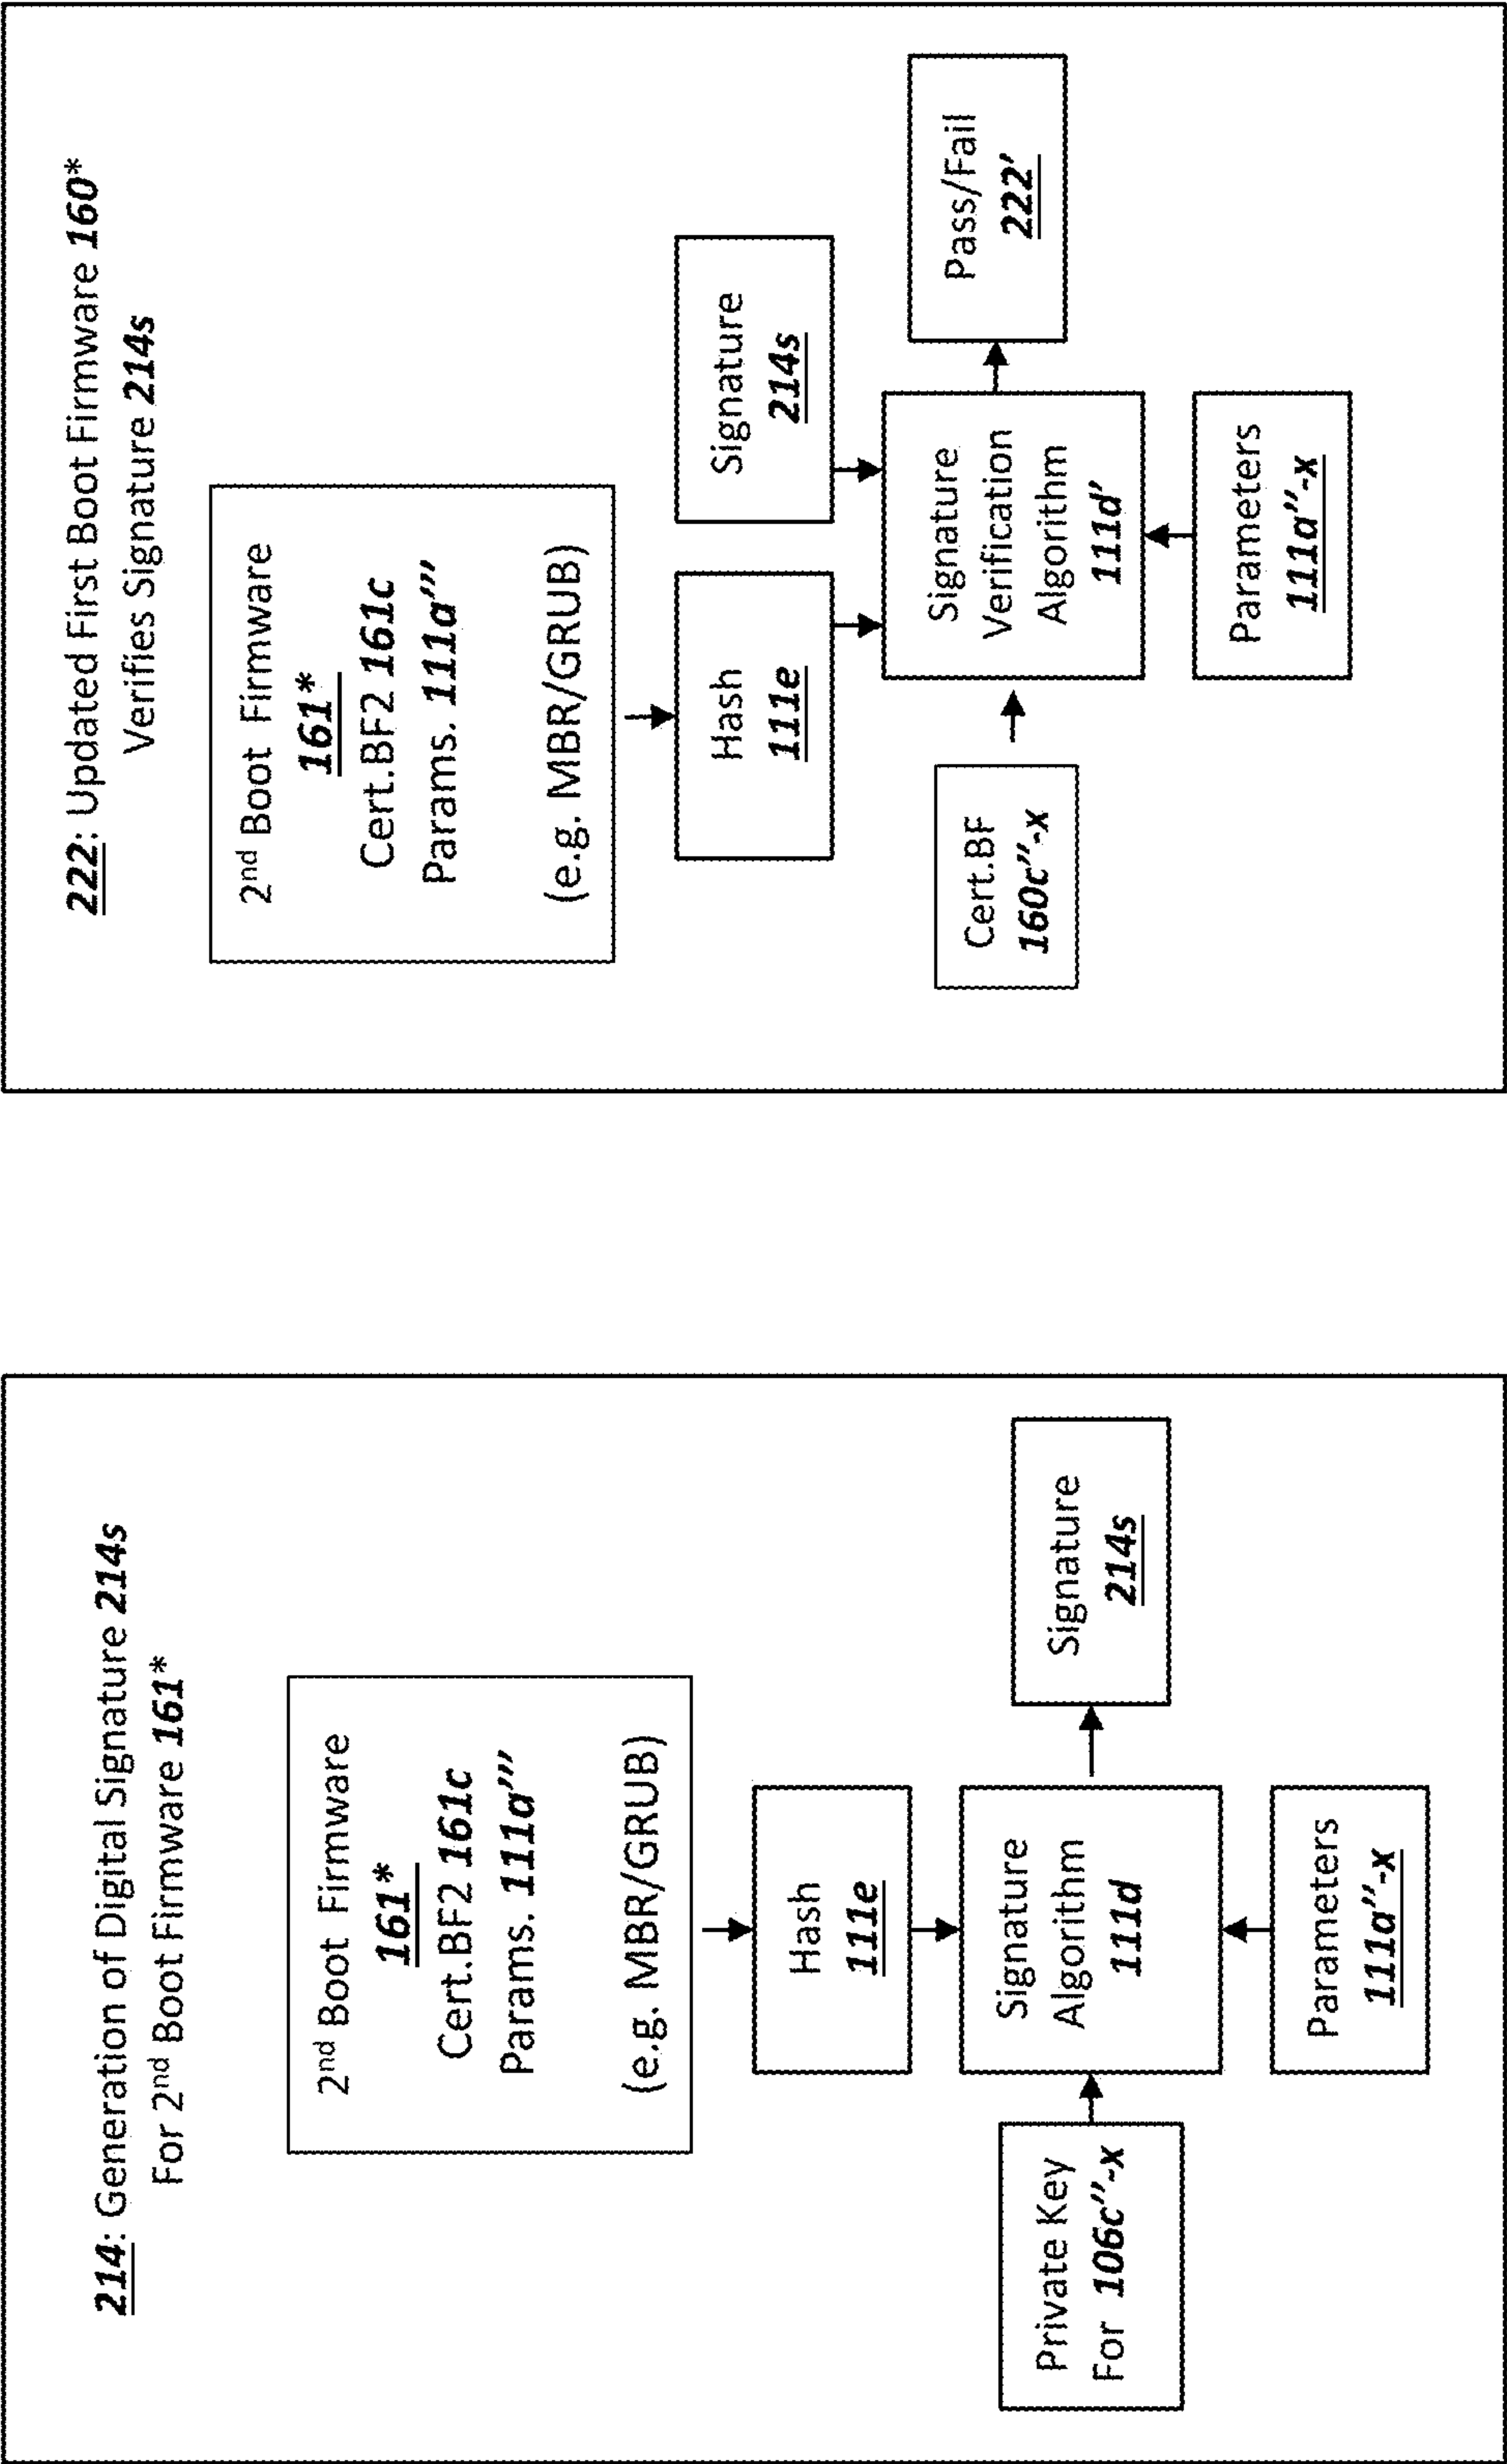 214: Generation of Digital Signature 214s
For 2nd Boot Firmware 161*
2nd Boot Firmware
161*
Cert.BF2 161c
Params. 111a'''
(e.g. MBR/GRUB)
Hash
111e
Private Key
For 106c''-x
Signature
Algorithm
111d
Signature
214s
Parameters
111a''-x
222: Updated First Boot Firmware 160*
Verifies Signature 214s
2nd Boot Firmware
161*
Cert.BF2 161c
Params. 111a'''
(e.g. MBR/GRUB)
Hash
111e
Signature
214s
Cert.BF
160c''-x
Signature
Verification
Algorithm
111d'
Pass/Fail
222'
Parameters
111a''-x